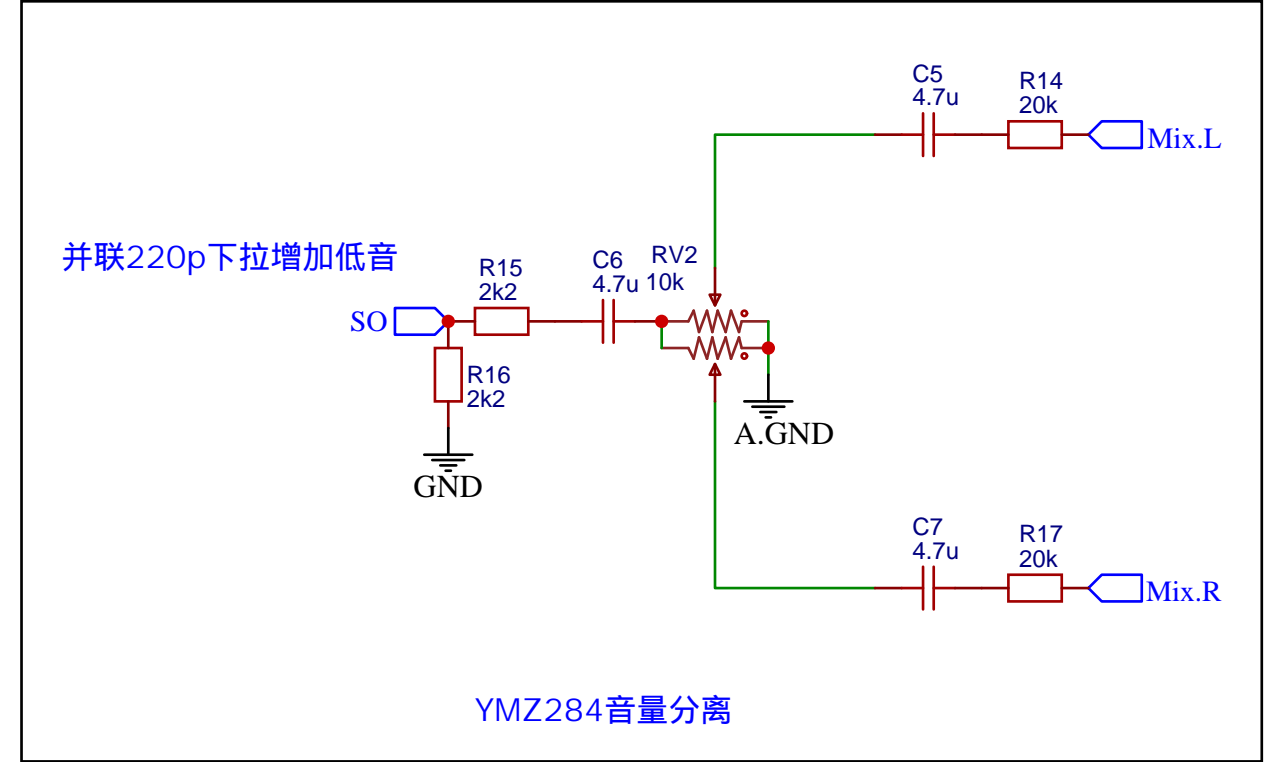 C5
4.7u
R14
20k
Mix.L
并联220p下拉增加低音
R15
2k2
C6
4.7u
RV2
10k
SO
R16
2k2
GND
A.GND
C7
4.7u
R17
20k
Mix.R
YMZ284音量分离